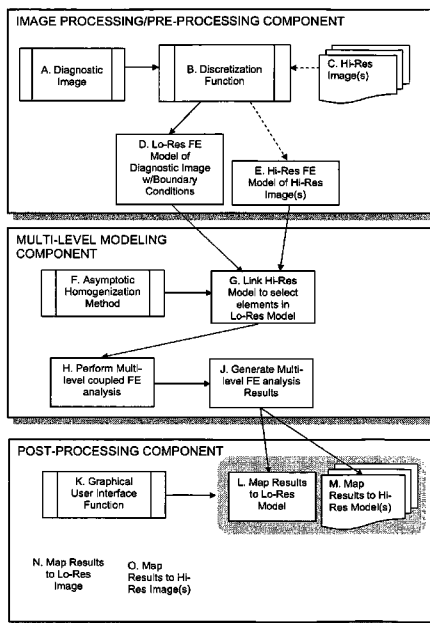 IMAGE PROCESSING/PRE-PROCESSING COMPONENT
A. Diagnostic
Image
B. Discretization
Function
C. Hi-Res
Image(s)
D. Lo-Res FE
Model of
Diagnostic Image
w/Boundary
Conditions
E. Hi-Res FE
Model of Hi-Res
Image(s)
MULTI-LEVEL MODELING
COMPONENT
F. Asymptotic
Homogenization
Method
G. Link Hi-Res
Model to select
elements in
Lo-Res Model
H. Perform Multi-
level coupled FE
analysis
J. Generate Multi-
level FE analysis
Results
POST-PROCESSING COMPONENT
K. Graphical
User Interface
Function
L. Map Results
to Lo-Res
Model
M. Map
Results to Hi-
Res Model(s)
N. Map Results
to Lo-Res
Image
O. Map
Results to Hi-
Res Image(s)